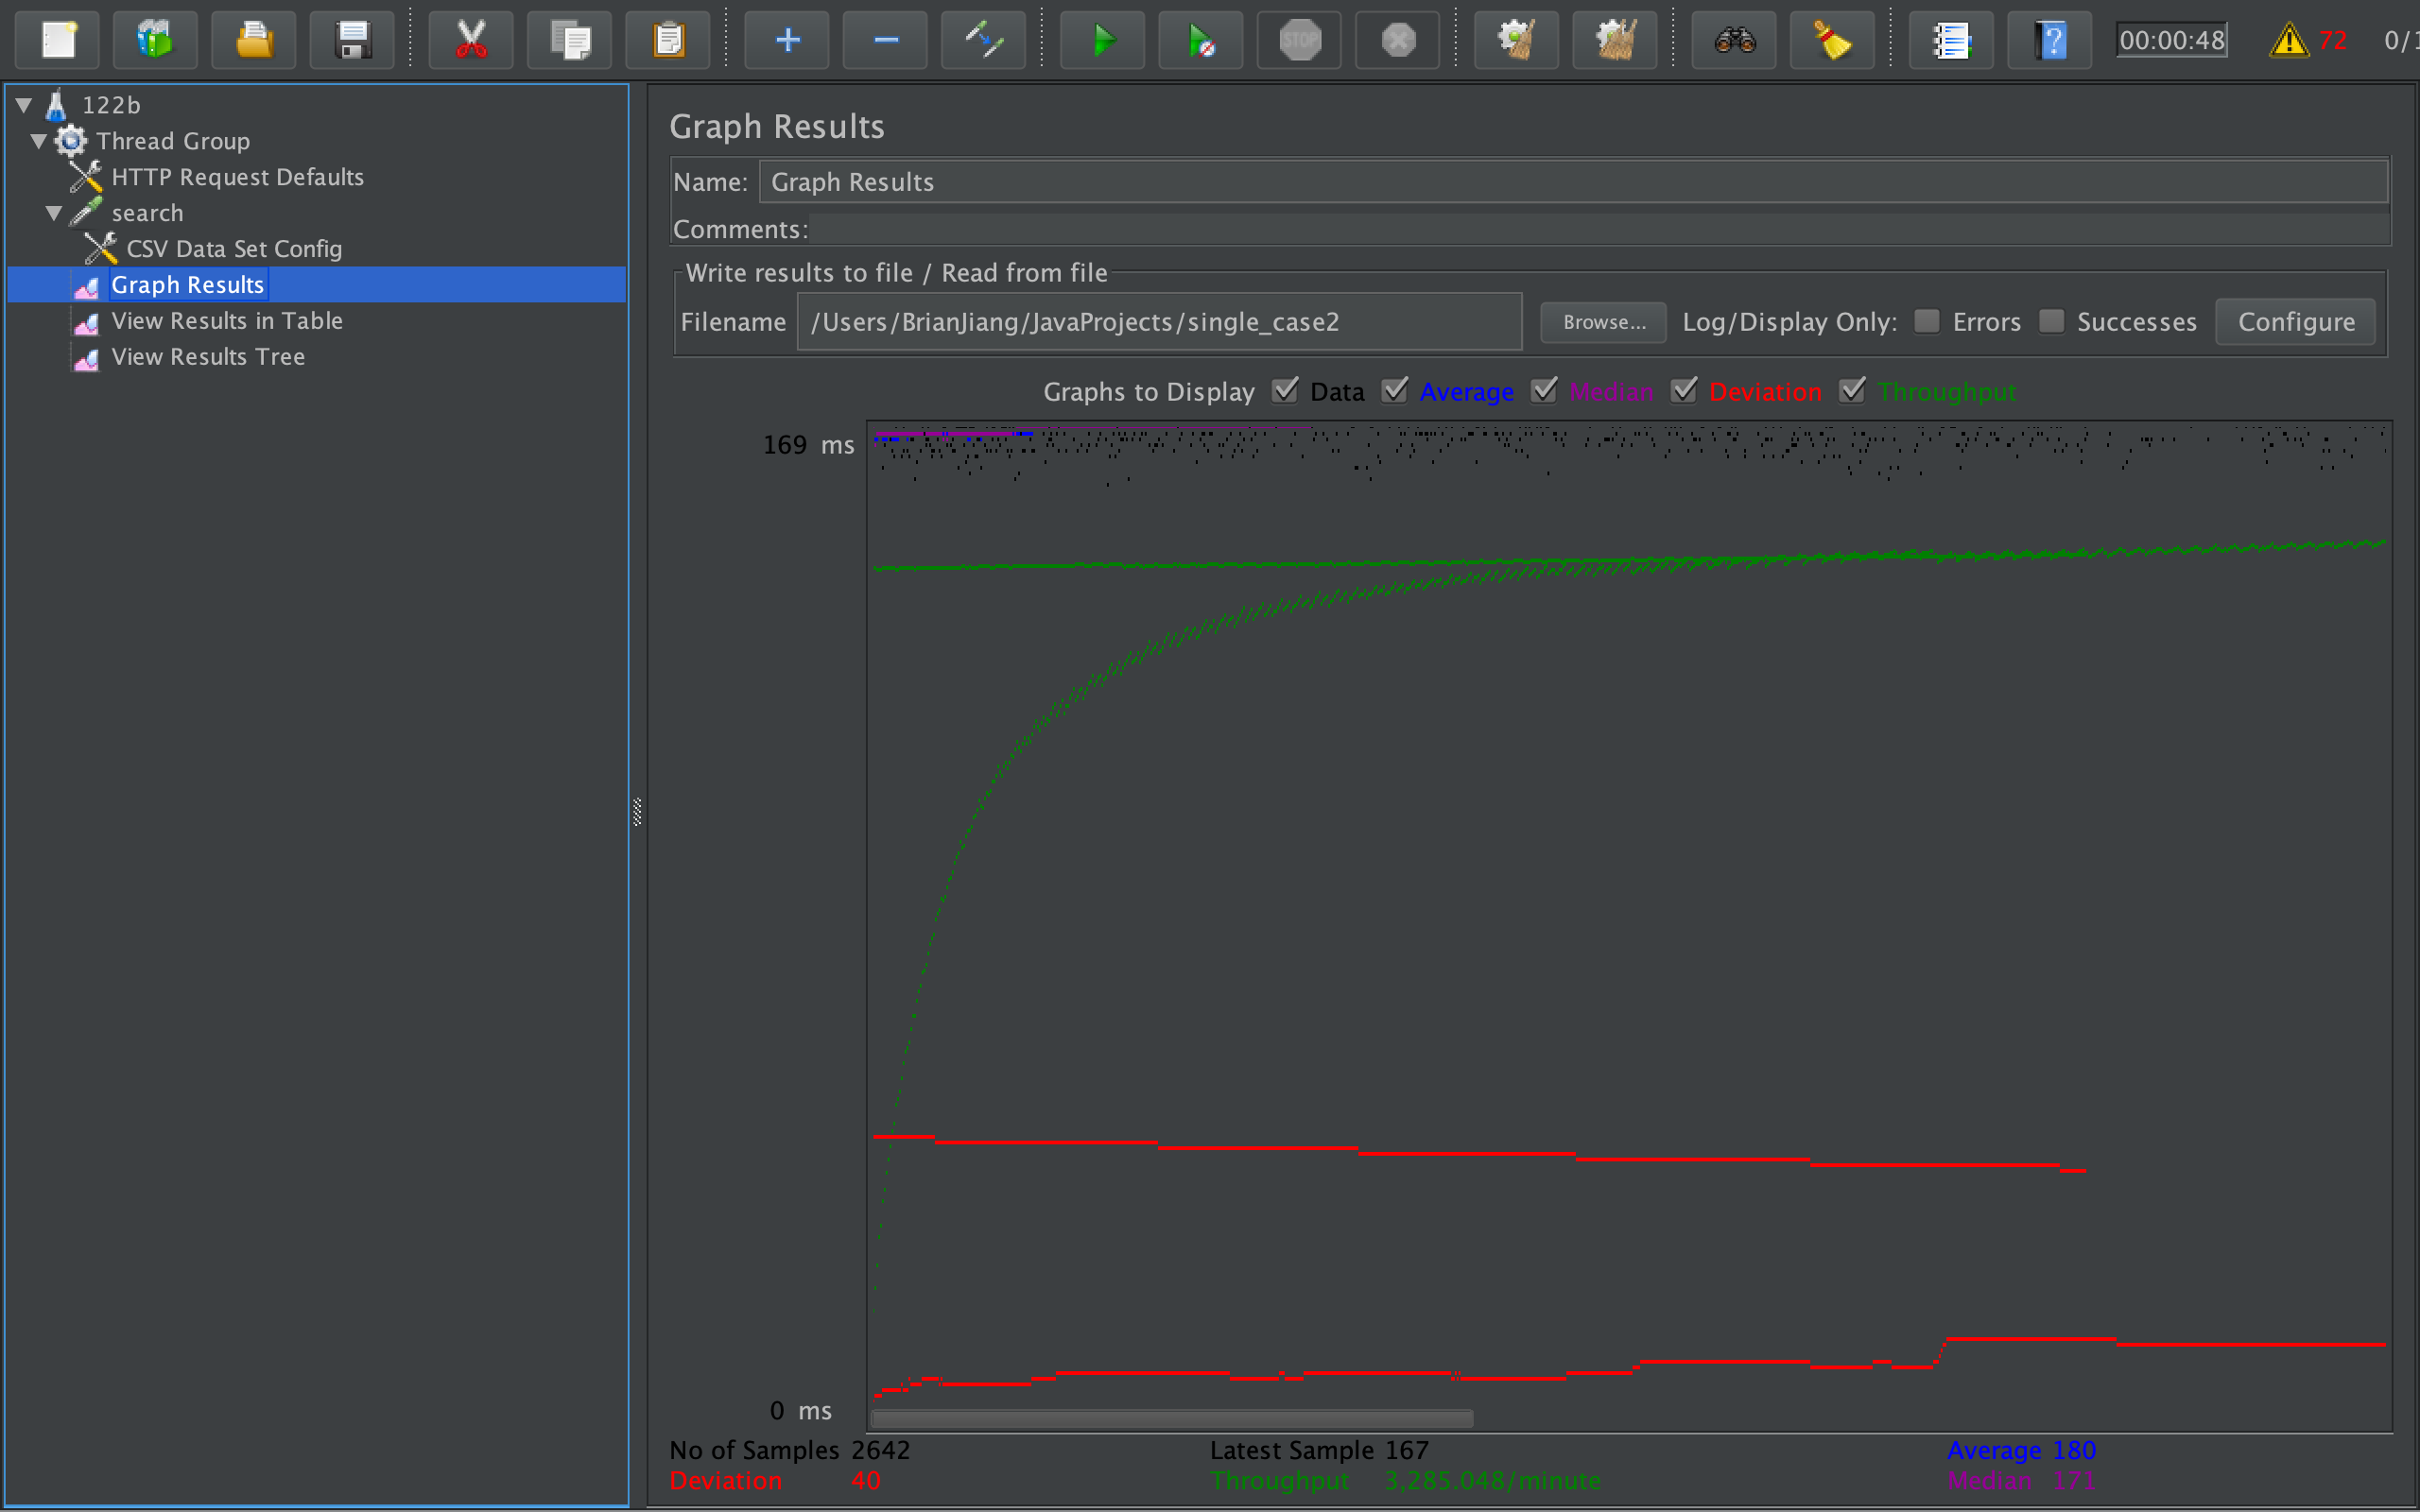 STOP
00:00:48
72
122b
Thread Group
HTTP Request Defaults
search
CSV Data Set Config
Graph Results
View Results in Table
View Results Tree
Graph Results
Name: Graph Results
Comments:
Write results to file / Read from file
Filename /Users/BrianJiang/JavaProjects/single_case2 Browse... Log/Display Only: Errors Successes Configure
Graphs to Display Data Average Median Deviation Throughput
169 ms
0 ms
No of Samples 2642 Latest Sample 167 Average 180
Deviation 40 Throughput 3,285.048/minute Median 171